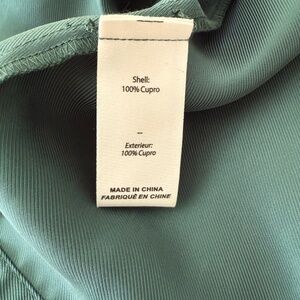 Shell:
100% Cupro
--
Exterieur:
100% Cupro
MADE IN CHINA
FABRIQUÉ EN CHINE